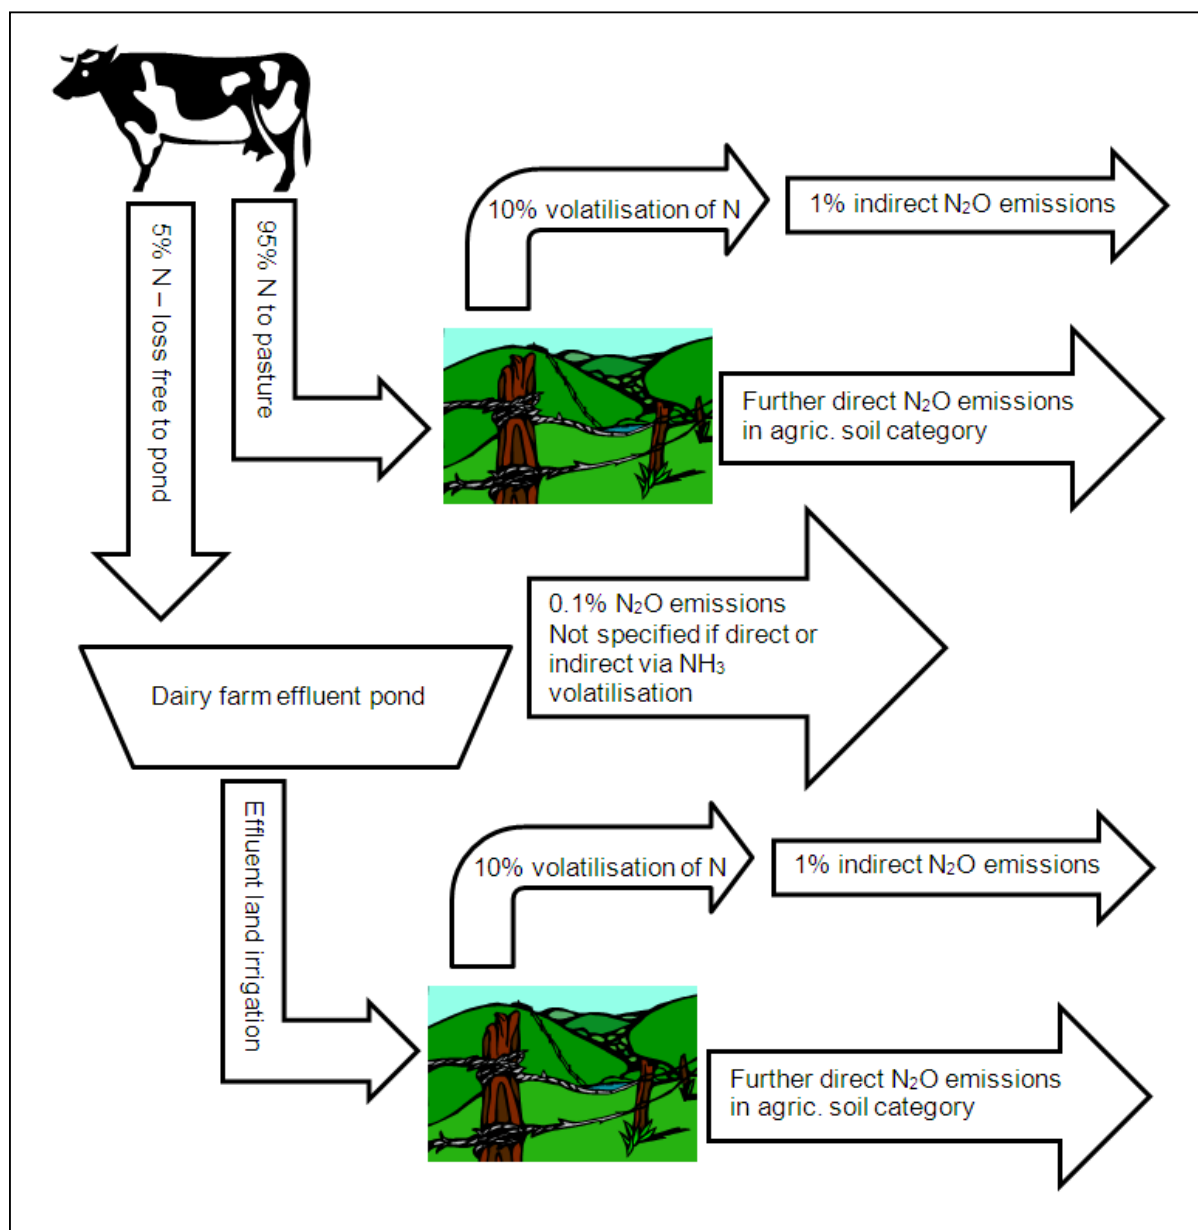 10% volatilisation of N
1% indirect N₂O emissions
5% N – loss free to pond
95% N to pasture
Further direct N₂O emissions
in agric. soil category
0.1% N₂O emissions
Not specified if direct or
indirect via NH₃
volatilisation
Dairy farm effluent pond
Effluent land irrigation
10% volatilisation of N
1% indirect N₂O emissions
Further direct N₂O emissions
in agric. soil category